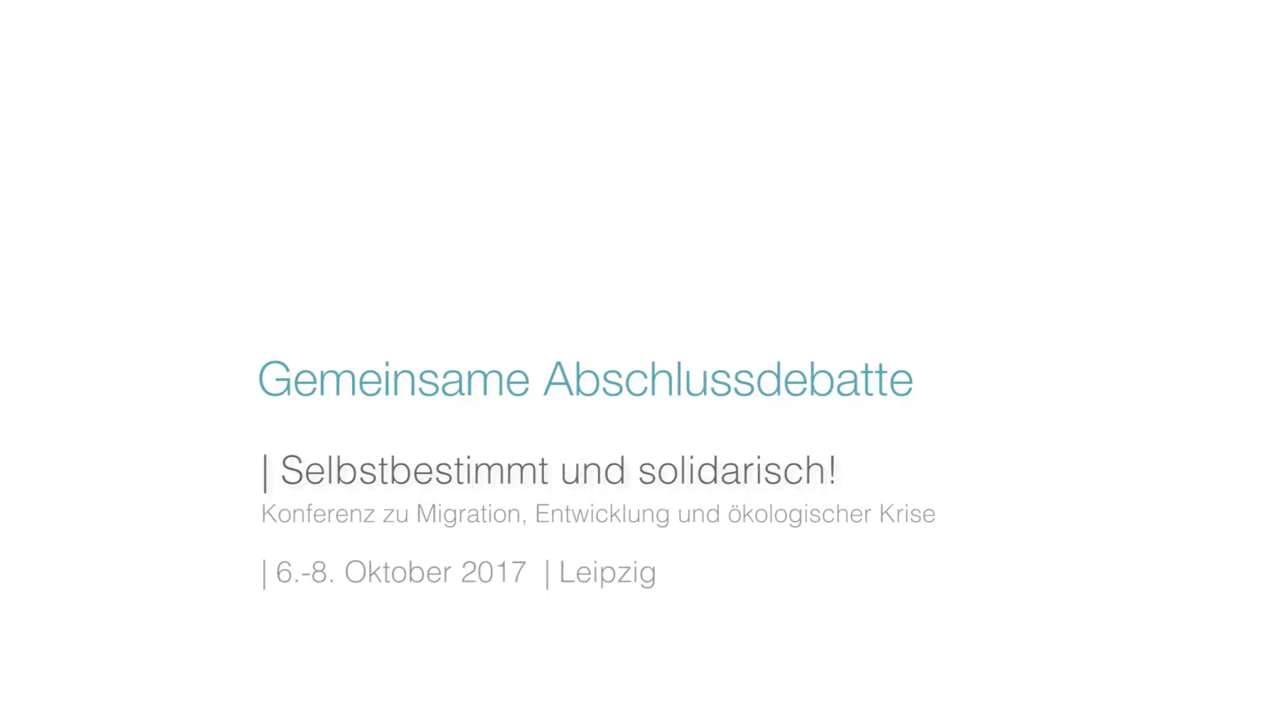 Gemeinsame Abschlussdebatte
| Selbstbestimmt und solidarisch!
Konferenz zu Migration, Entwicklung und ökologischer Krise
| 6.-8. Oktober 2017 | Leipzig